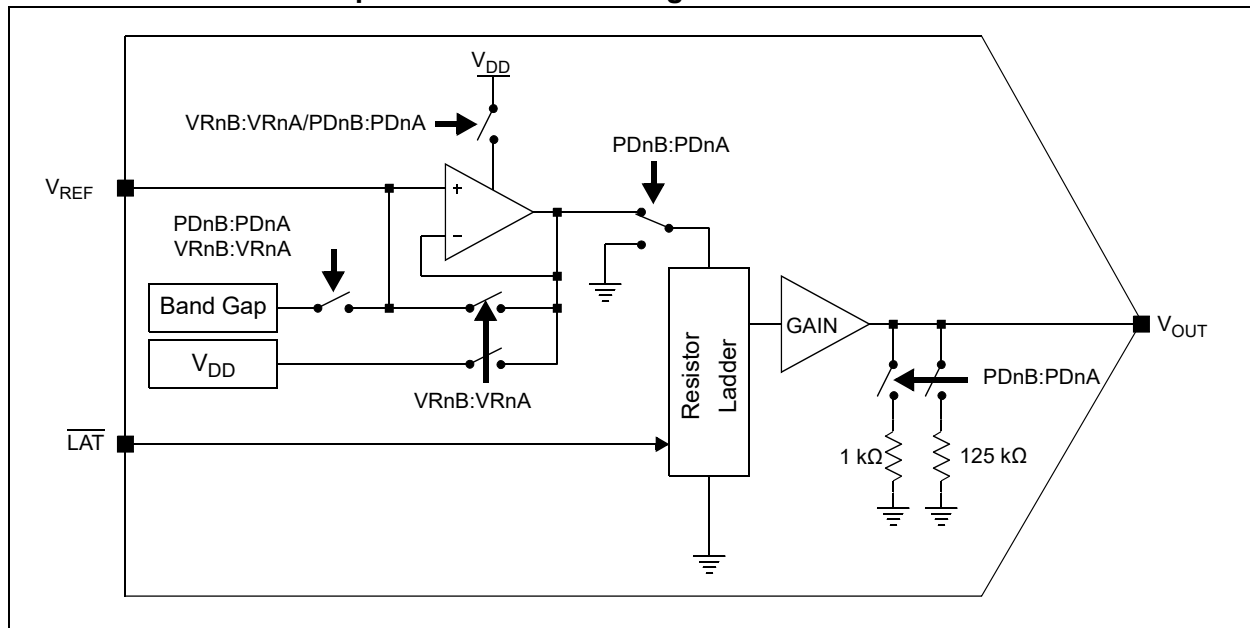 V_DD
VRnB:VRnA/PDnB:PDnA
PDnB:PDnA
V_REF
+
–
PDnB:PDnA
VRnB:VRnA
Band Gap
V_DD
VRnB:VRnA
GAIN
V_OUT
Resistor
Ladder
PDnB:PDnA
L̅A̅T̅
1 kΩ
125 kΩ